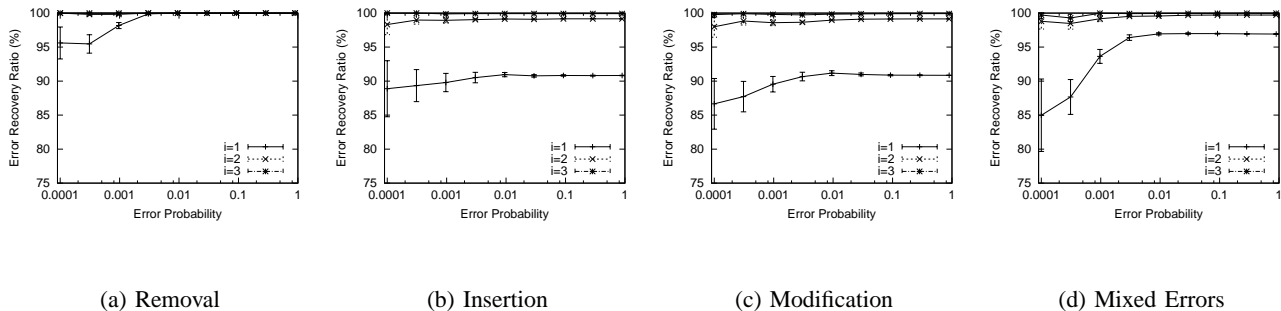 Error Recovery Ratio (%)
100
95
90
85
80
75
i=1
i=2
i=3
0.0001 0.001 0.01 0.1 1
Error Probability
(a) Removal
Error Recovery Ratio (%)
100
95
90
85
80
75
i=1
i=2
i=3
0.0001 0.001 0.01 0.1 1
Error Probability
(b) Insertion
Error Recovery Ratio (%)
100
95
90
85
80
75
i=1
i=2
i=3
0.0001 0.001 0.01 0.1 1
Error Probability
(c) Modification
Error Recovery Ratio (%)
100
95
90
85
80
75
i=1
i=2
i=3
0.0001 0.001 0.01 0.1 1
Error Probability
(d) Mixed Errors